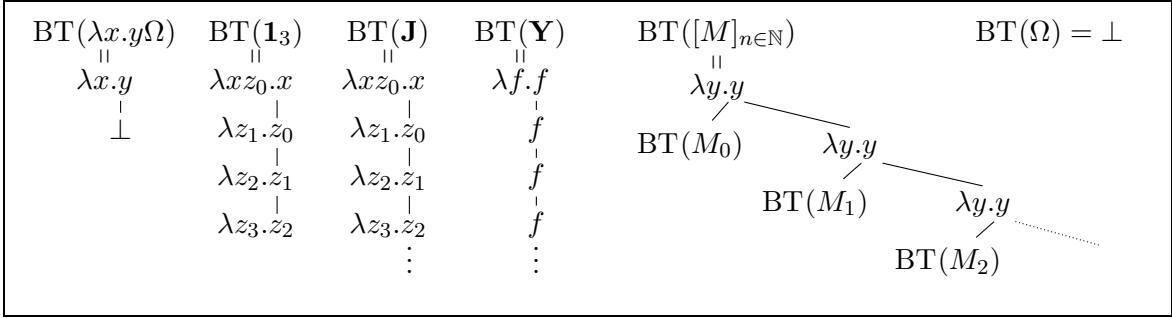 BT(λx.yΩ) BT(𝟏₃) BT(𝐉) BT(𝐘) BT([M]ₙ∈ℕ) BT(Ω) = ⊥
λx.y λxz₀.x λxz₀.x λf.f λy.y
⊥ λz₁.z₀ λz₁.z₀ f BT(M₀) λy.y
λz₂.z₁ λz₂.z₁ f BT(M₁) λy.y
λz₃.z₂ λz₃.z₂ f BT(M₂)
⋮ ⋮